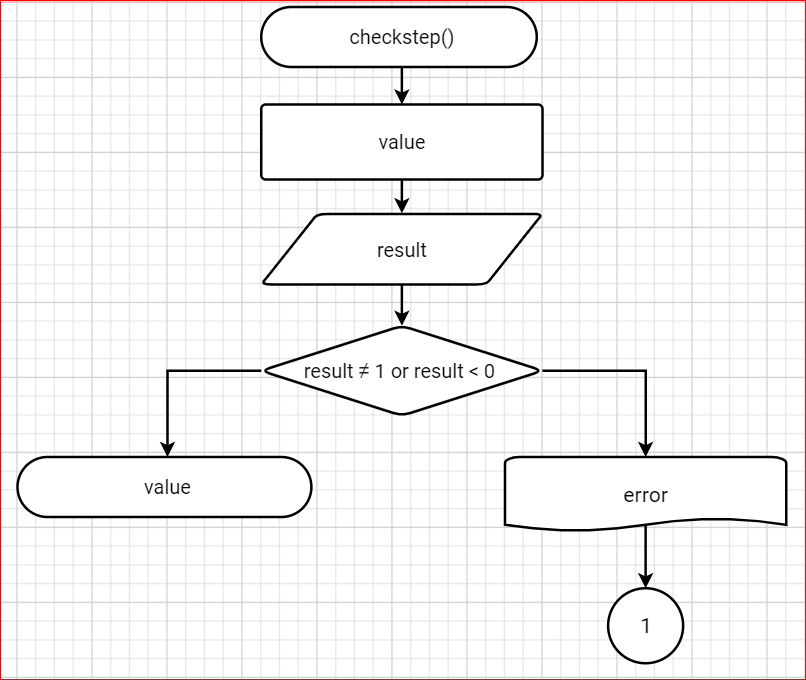 checkstep()
value
result
result ≠ 1 or result < 0
value
error
1